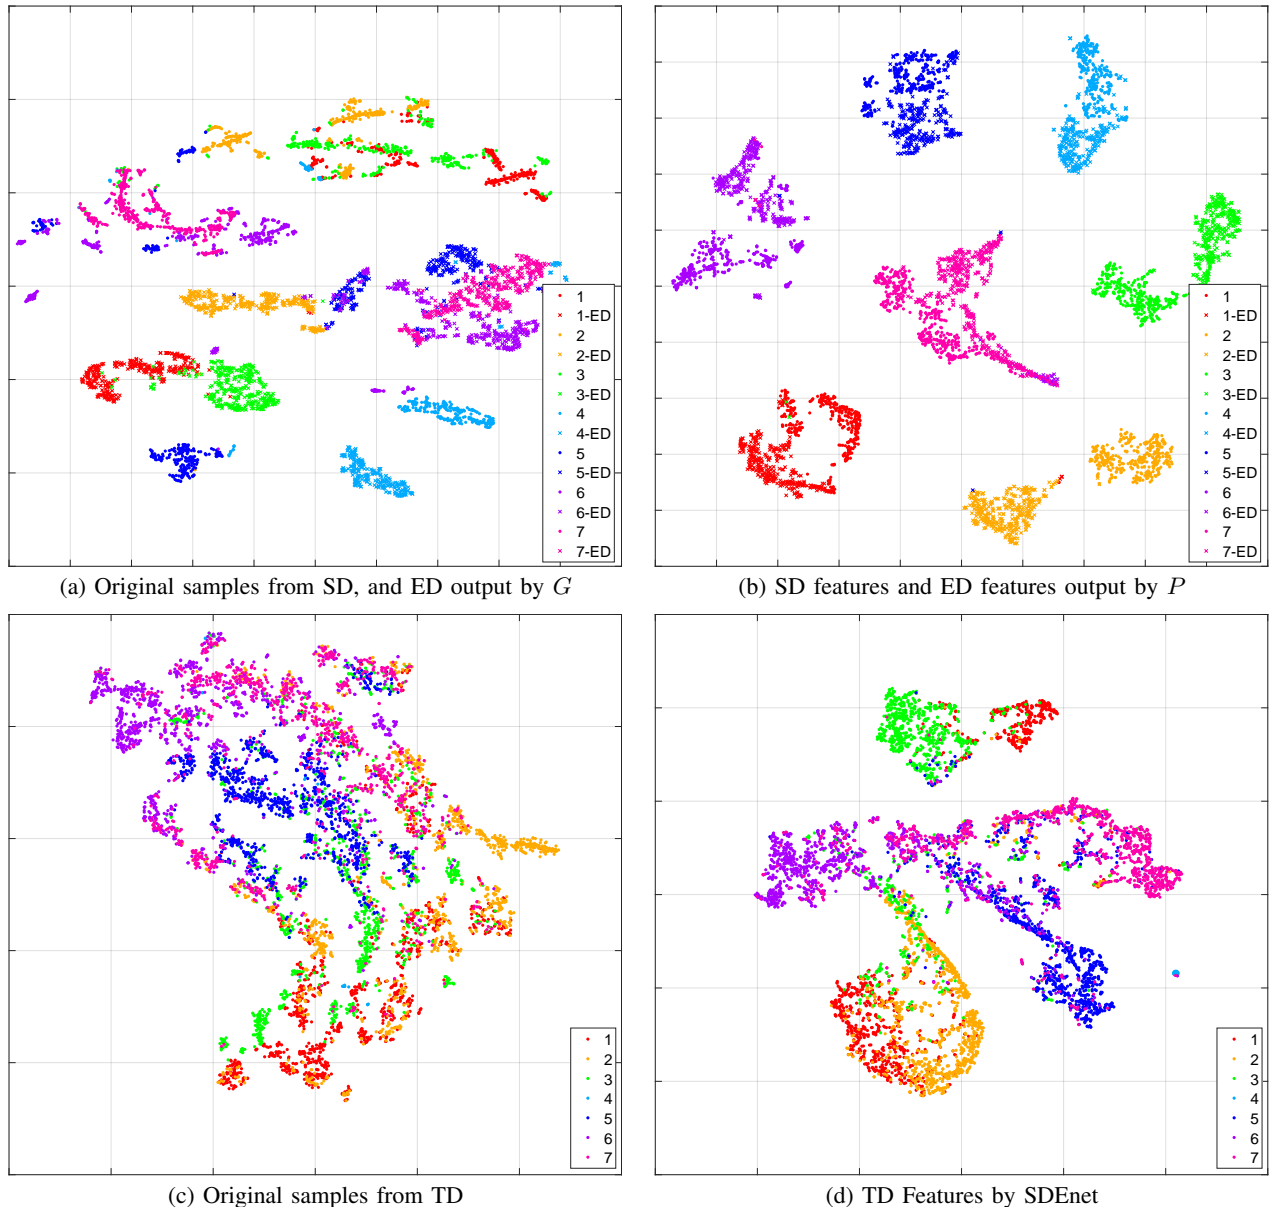 1
1-ED
2
2-ED
3
3-ED
4
4-ED
5
5-ED
6
6-ED
7
7-ED
(a) Original samples from SD, and ED output by G
1
1-ED
2
2-ED
3
3-ED
4
4-ED
5
5-ED
6
6-ED
7
7-ED
(b) SD features and ED features output by P
1
2
3
4
5
6
7
(c) Original samples from TD
1
2
3
4
5
6
7
(d) TD Features by SDEnet